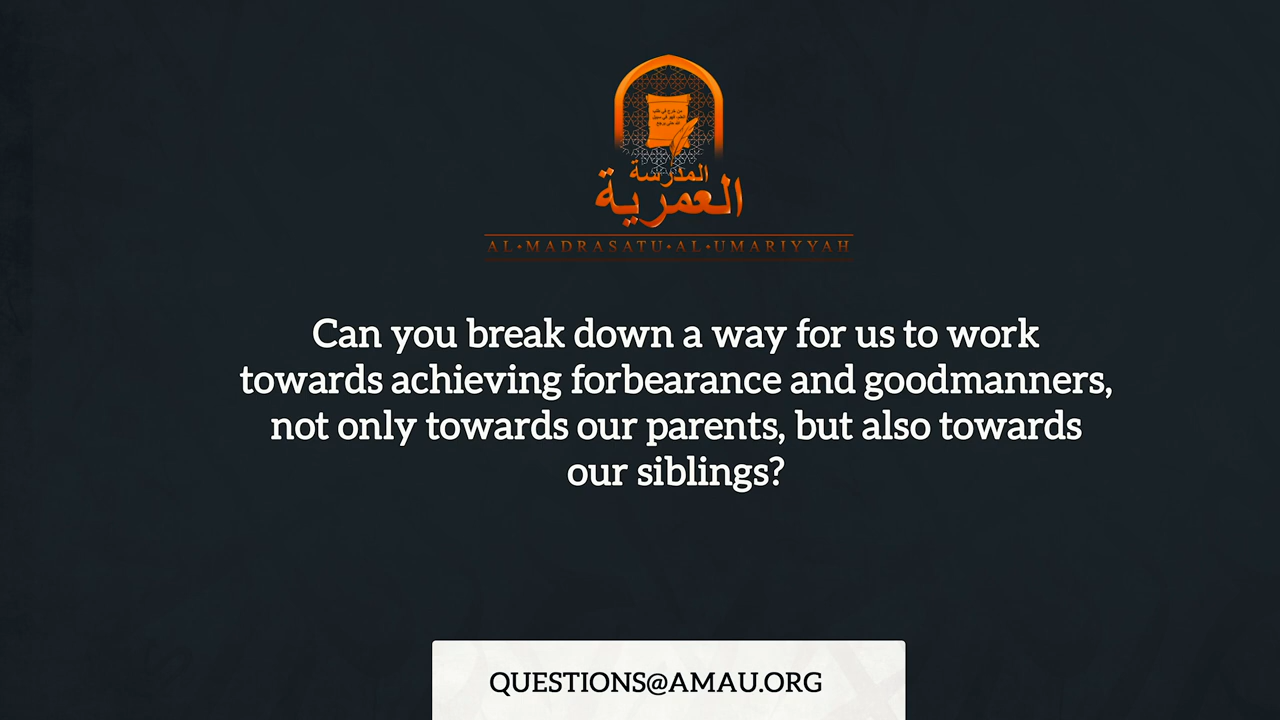 المدرسة
العمرية
AL•MADRASATU•AL•UMARIYYAH
Can you break down a way for us to work
towards achieving forbearance and goodmanners,
not only towards our parents, but also towards
our siblings?
QUESTIONS@AMAU.ORG